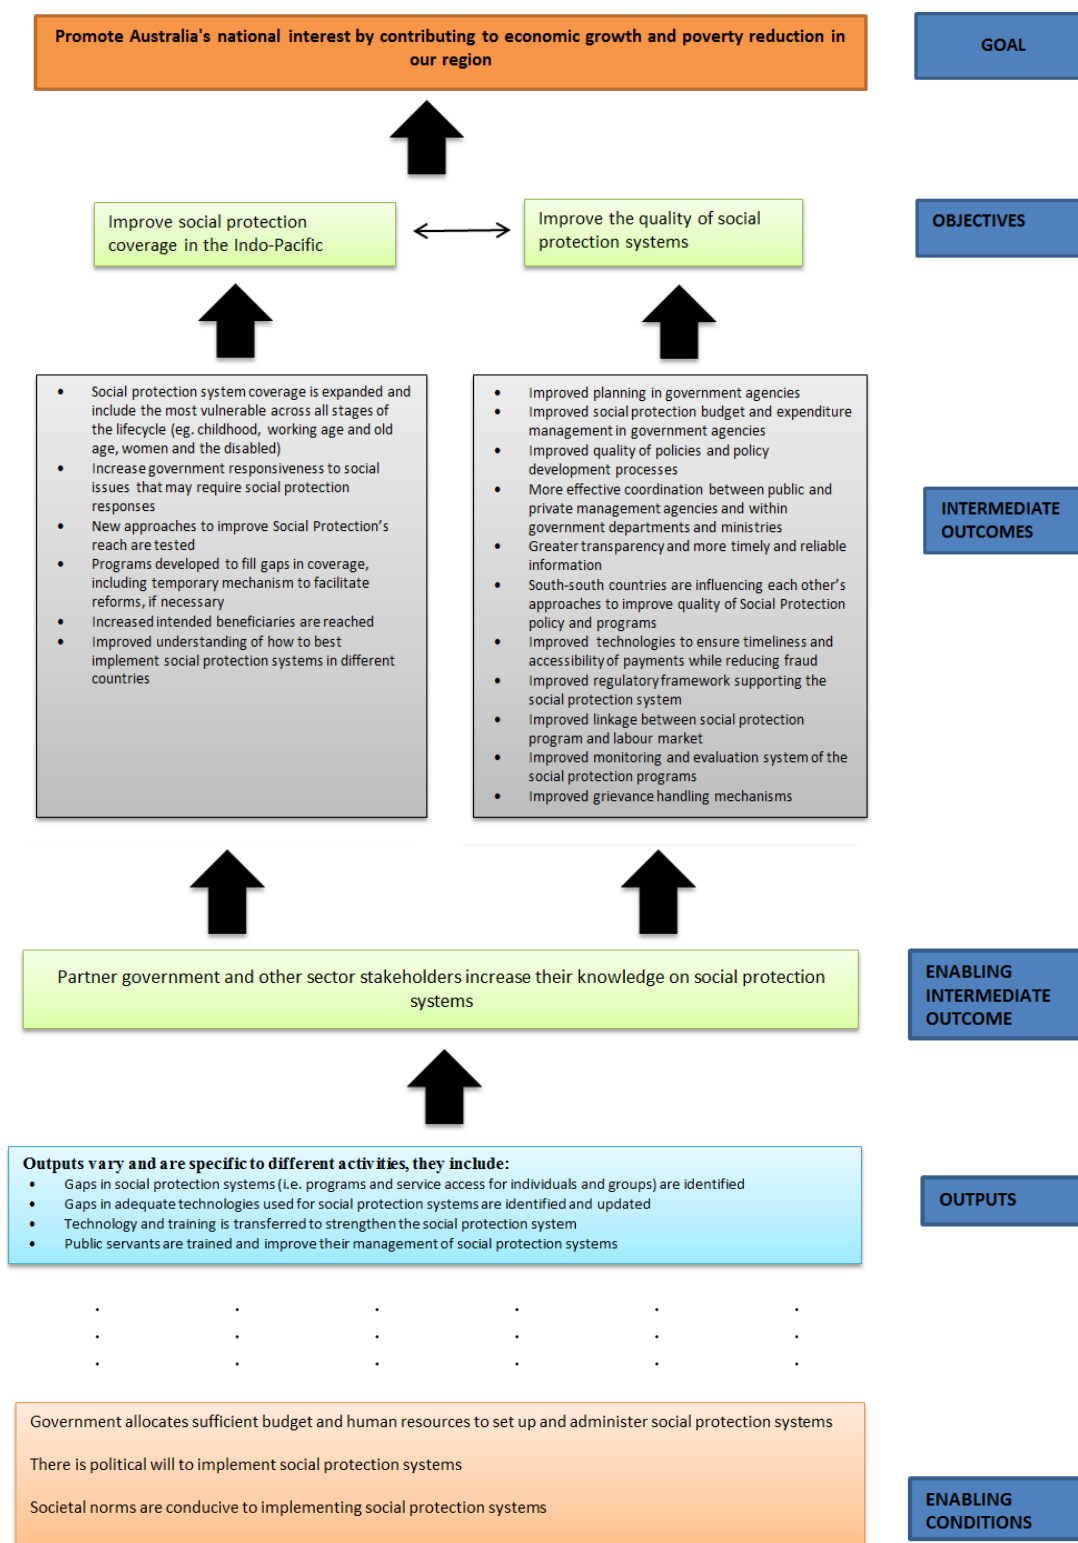 Promote Australia's national interest by contributing to economic growth and poverty reduction in
our region
GOAL
Improve social protection
coverage in the Indo-Pacific
Improve the quality of social
protection systems
OBJECTIVES
• Social protection system coverage is expanded and
include the most vulnerable across all stages of
the lifecycle (eg. childhood, working age and old
age, women and the disabled)
• Increase government responsiveness to social
issues that may require social protection
responses
• New approaches to improve Social Protection's
reach are tested
• Programs developed to fill gaps in coverage,
including temporary mechanism to facilitate
reforms, if necessary
• Increased intended beneficiaries are reached
• Improved understanding of how to best
implement social protection systems in different
countries
• Improved planning in government agencies
• Improved social protection budget and expenditure
management in government agencies
• Improved quality of policies and policy
development processes
• More effective coordination between public and
private management agencies and within
government departments and ministries
• Greater transparency and more timely and reliable
information
• South-south countries are influencing each other's
approaches to improve quality of Social Protection
policy and programs
• Improved technologies to ensure timeliness and
accessibility of payments while reducing fraud
• Improved regulatory framework supporting the
social protection system
• Improved linkage between social protection
program and labour market
• Improved monitoring and evaluation system of the
social protection programs
• Improved grievance handling mechanisms
INTERMEDIATE
OUTCOMES
Partner government and other sector stakeholders increase their knowledge on social protection
systems
ENABLING
INTERMEDIATE
OUTCOME
Outputs vary and are specific to different activities, they include:
• Gaps in social protection systems (i.e. programs and service access for individuals and groups) are identified
• Gaps in adequate technologies used for social protection systems are identified and updated
• Technology and training is transferred to strengthen the social protection system
• Public servants are trained and improve their management of social protection systems
OUTPUTS
Government allocates sufficient budget and human resources to set up and administer social protection systems
There is political will to implement social protection systems
Societal norms are conducive to implementing social protection systems
ENABLING
CONDITIONS